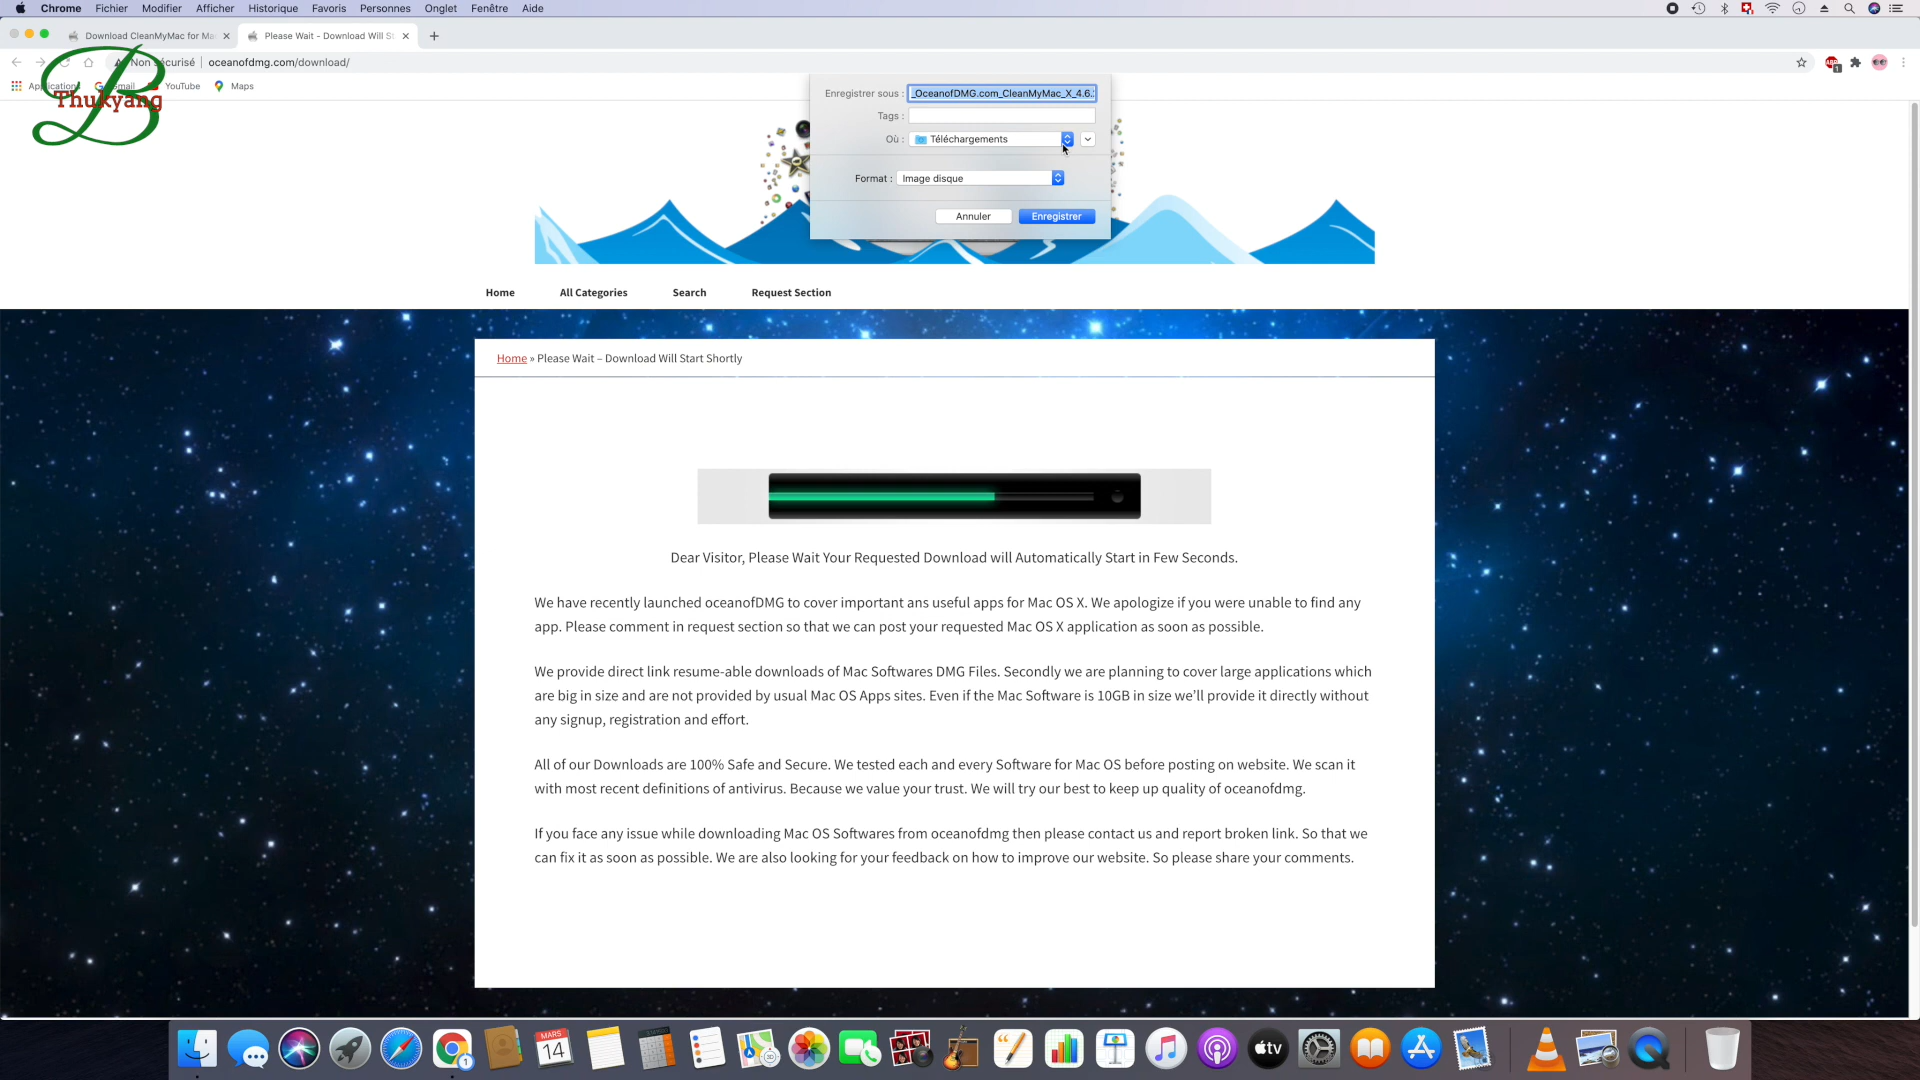 Chrome Fichier Modifier Afficher Historique Favoris Personnes Onglet Fenêtre Aide
Download CleanMyMac for Ma
Please Wait - Download Will S
Non sécurisé oceanofdmg.com/download/
Applications Gmail YouTube Maps
B
Thukyang
Enregistrer sous : _OceanofDMG.com_CleanMyMac_X_4.6.
Tags :
Où : Téléchargements
Format : Image disque
Annuler Enregistrer
Home All Categories Search Request Section
Home » Please Wait – Download Will Start Shortly
Dear Visitor, Please Wait Your Requested Download will Automatically Start in Few Seconds.
We have recently launched oceanofDMG to cover important ans useful apps for Mac OS X. We apologize if you were unable to find any
app. Please comment in request section so that we can post your requested Mac OS X application as soon as possible.
We provide direct link resume-able downloads of Mac Softwares DMG Files. Secondly we are planning to cover large applications which
are big in size and are not provided by usual Mac OS Apps sites. Even if the Mac Software is 10GB in size we'll provide it directly without
any signup, registration and effort.
All of our Downloads are 100% Safe and Secure. We tested each and every Software for Mac OS before posting on website. We scan it
with most recent definitions of antivirus. Because we value your trust. We will try our best to keep up quality of oceanofdmg.
If you face any issue while downloading Mac OS Softwares from oceanofdmg then please contact us and report broken link. So that we
can fix it as soon as possible. We are also looking for your feedback on how to improve our website. So please share your comments.
MARS
14
tv